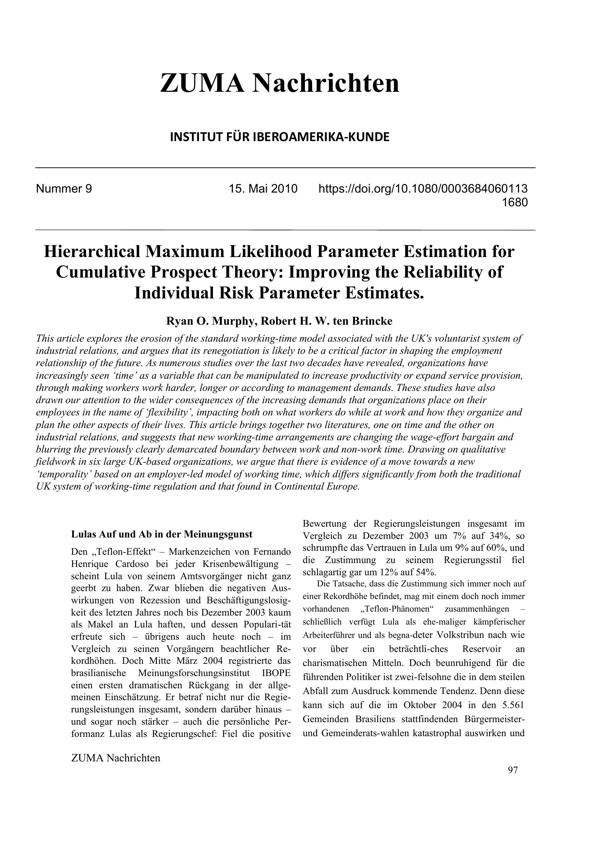 ZUMA Nachrichten
INSTITUT FÜR IBEROAMERIKA-KUNDE
Nummer 9 15. Mai 2010 https://doi.org/10.1080/0003684060113
1680
Hierarchical Maximum Likelihood Parameter Estimation for
Cumulative Prospect Theory: Improving the Reliability of
Individual Risk Parameter Estimates.
Ryan O. Murphy, Robert H. W. ten Brincke
This article explores the erosion of the standard working-time model associated with the UK's voluntarist system of
industrial relations, and argues that its renegotiation is likely to be a critical factor in shaping the employment
relationship of the future. As numerous studies over the last two decades have revealed, organizations have
increasingly seen ‘time’ as a variable that can be manipulated to increase productivity or expand service provision,
through making workers work harder, longer or according to management demands. These studies have also
drawn our attention to the wider consequences of the increasing demands that organizations place on their
employees in the name of ‘flexibility’, impacting both on what workers do while at work and how they organize and
plan the other aspects of their lives. This article brings together two literatures, one on time and the other on
industrial relations, and suggests that new working-time arrangements are changing the wage-effort bargain and
blurring the previously clearly demarcated boundary between work and non-work time. Drawing on qualitative
fieldwork in six large UK-based organizations, we argue that there is evidence of a move towards a new
‘temporality’ based on an employer-led model of working time, which differs significantly from both the traditional
UK system of working-time regulation and that found in Continental Europe.
Lulas Auf und Ab in der Meinungsgunst
Den „Teflon-Effekt“ – Markenzeichen von Fernando
Henrique Cardoso bei jeder Krisenbewältigung –
scheint Lula von seinem Amtsvorgänger nicht ganz
geerbt zu haben. Zwar blieben die negativen Aus-
wirkungen von Rezession und Beschäftigungslosig-
keit des letzten Jahres noch bis Dezember 2003 kaum
als Makel an Lula haften, und dessen Populari-tät
erfreute sich – übrigens auch heute noch – im
Vergleich zu seinen Vorgängern beachtlicher Re-
kordhöhen. Doch Mitte März 2004 registrierte das
brasilianische Meinungsforschungsinstitut IBOPE
einen ersten dramatischen Rückgang in der allge-
meinen Einschätzung. Er betraf nicht nur die Regie-
rungsleistungen insgesamt, sondern darüber hinaus –
und sogar noch stärker – auch die persönliche Per-
formanz Lulas als Regierungschef: Fiel die positive
Bewertung der Regierungsleistungen insgesamt im
Vergleich zu Dezember 2003 um 7% auf 34%, so
schrumpfte das Vertrauen in Lula um 9% auf 60%, und
die Zustimmung zu seinem Regierungsstil fiel
schlagartig gar um 12% auf 54%.
Die Tatsache, dass die Zustimmung sich immer noch auf
einer Rekordhöhe befindet, mag mit einem doch noch immer
vorhandenen „Teflon-Phänomen“ zusammenhängen –
schließlich verfügt Lula als ehe-maliger kämpferischer
Arbeiterführer und als begna-deter Volkstribun nach wie
vor über ein beträchtli-ches Reservoir an
charismatischen Mitteln. Doch beunruhigend für die
führenden Politiker ist zwei-felsohne die in dem steilen
Abfall zum Ausdruck kommende Tendenz. Denn diese
kann sich auf die im Oktober 2004 in den 5.561
Gemeinden Brasiliens stattfindenden Bürgermeister-
und Gemeinderats-wahlen katastrophal auswirken und
ZUMA Nachrichten
97